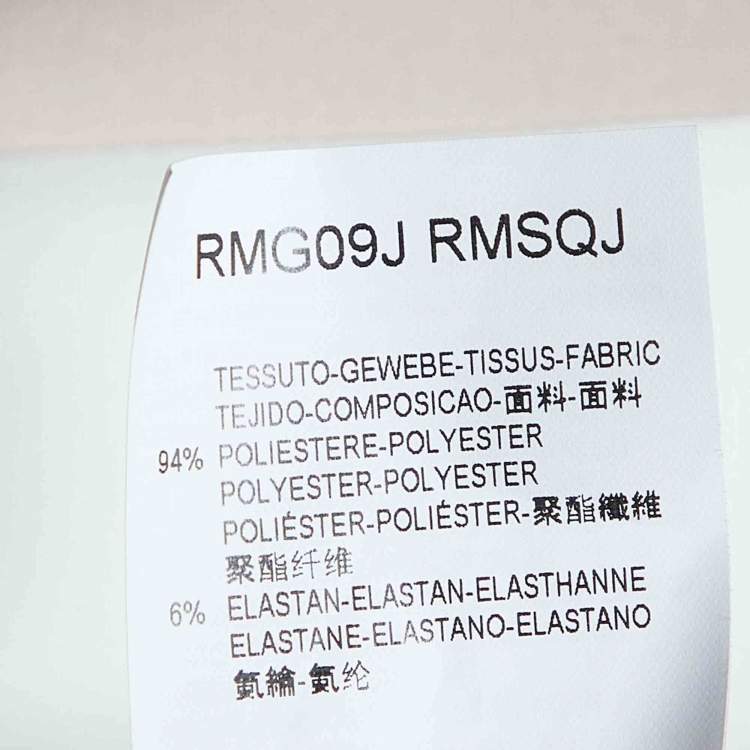 RMG09J RMSQJ
TESSUTO-GEWEBE-TISSUS-FABRIC
TEJIDO-COMPOSICAO-面料-面料
94% POLIESTERE-POLYESTER
POLYESTER-POLYESTER
POLIÉSTER-POLIÉSTER-聚酯纖維
聚酯纤维
6% ELASTAN-ELASTAN-ELASTHANNE
ELASTANE-ELASTANO-ELASTANO
氨綸-氨纶